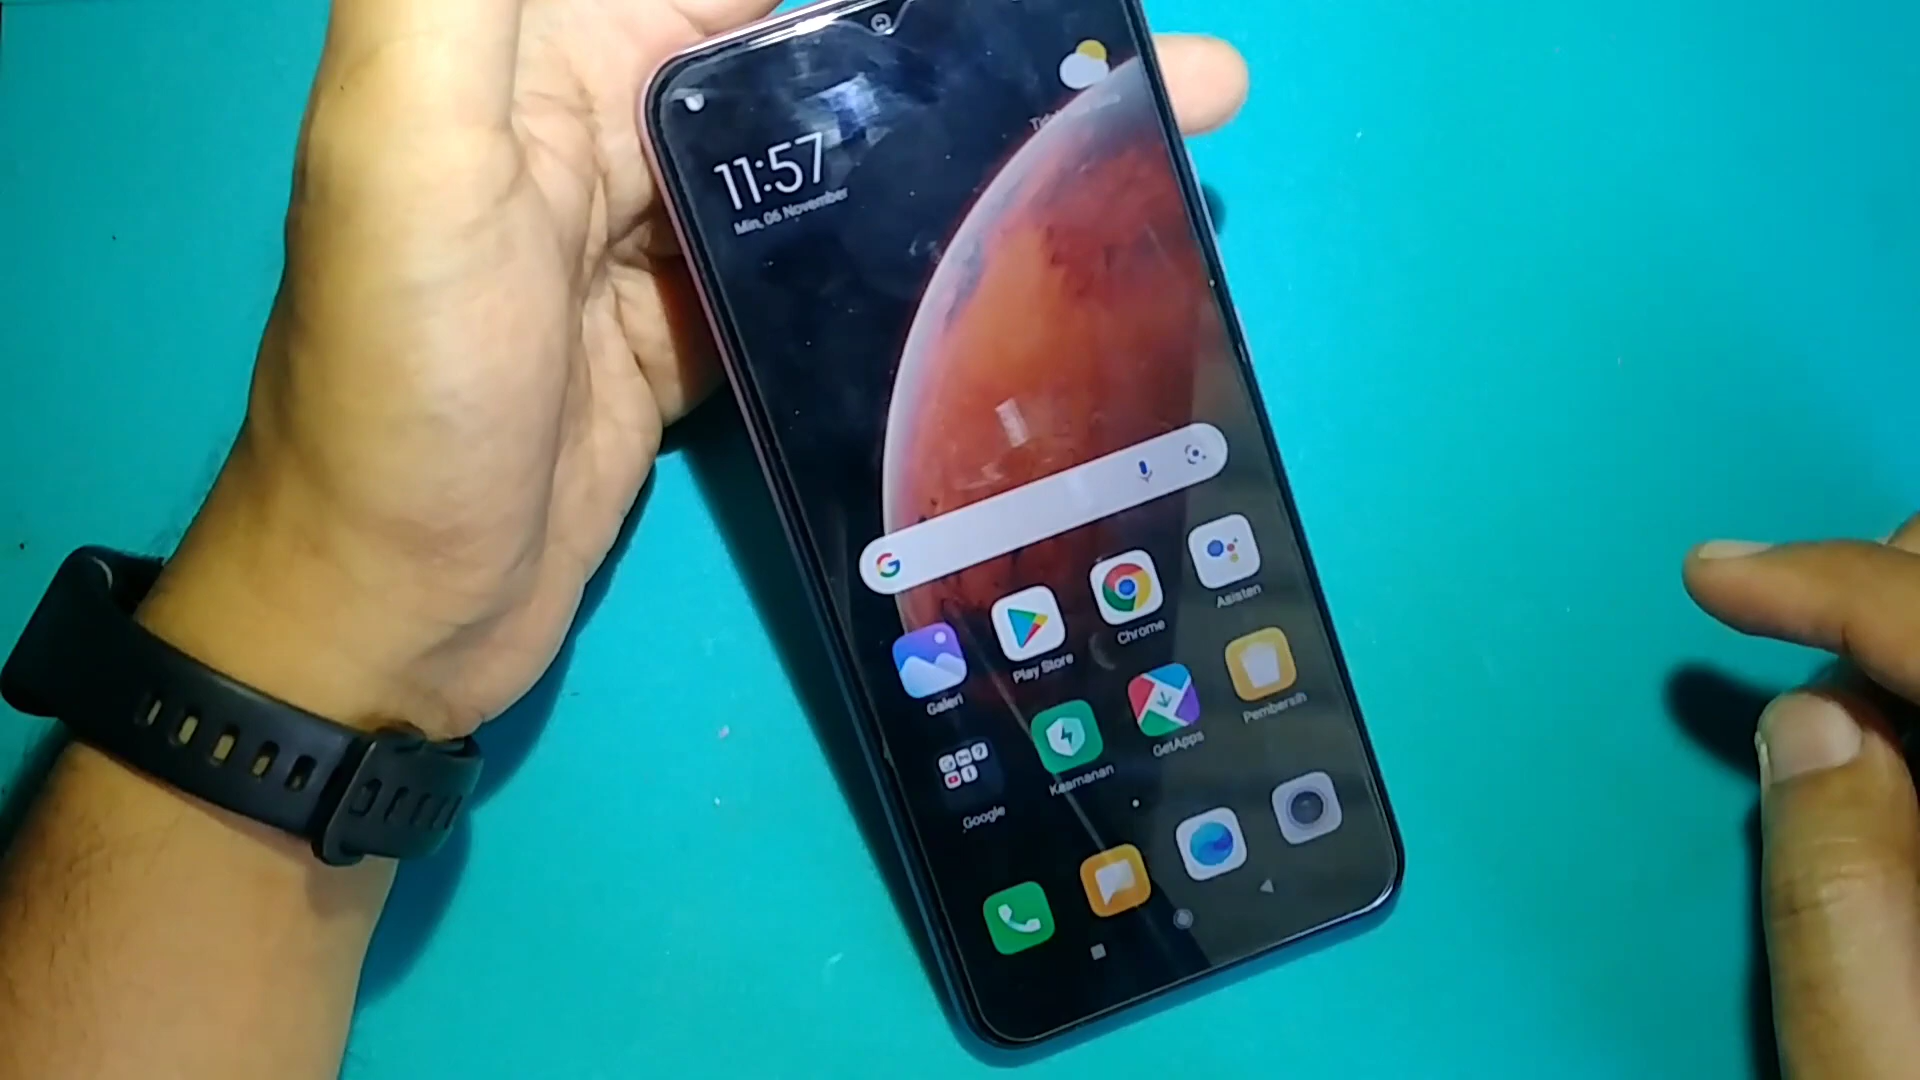 11:57
Min, 06 November
Galeri
Play Store
Chrome
Asisten
Google
Keamanan
GetApps
Pembersih